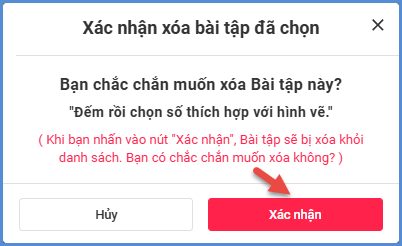 Xác nhận xóa bài tập đã chọn
Bạn chắc chắn muốn xóa Bài tập này?
"Đếm rồi chọn số thích hợp với hình vẽ."
( Khi bạn nhấn vào nút "Xác nhận", Bài tập sẽ bị xóa khỏi
danh sách. Bạn có chắc chắn muốn xóa không? )
Hủy
Xác nhận